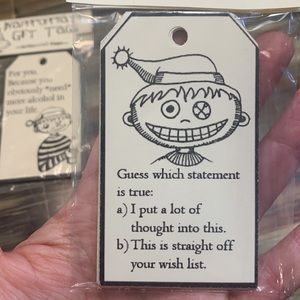 GIFT TAGS
For you.
Because you
obviously "need"
more alcohol in
your life.
Guess which statement
is true:
a) I put a lot of
thought into this.
b) This is straight off
your wish list.